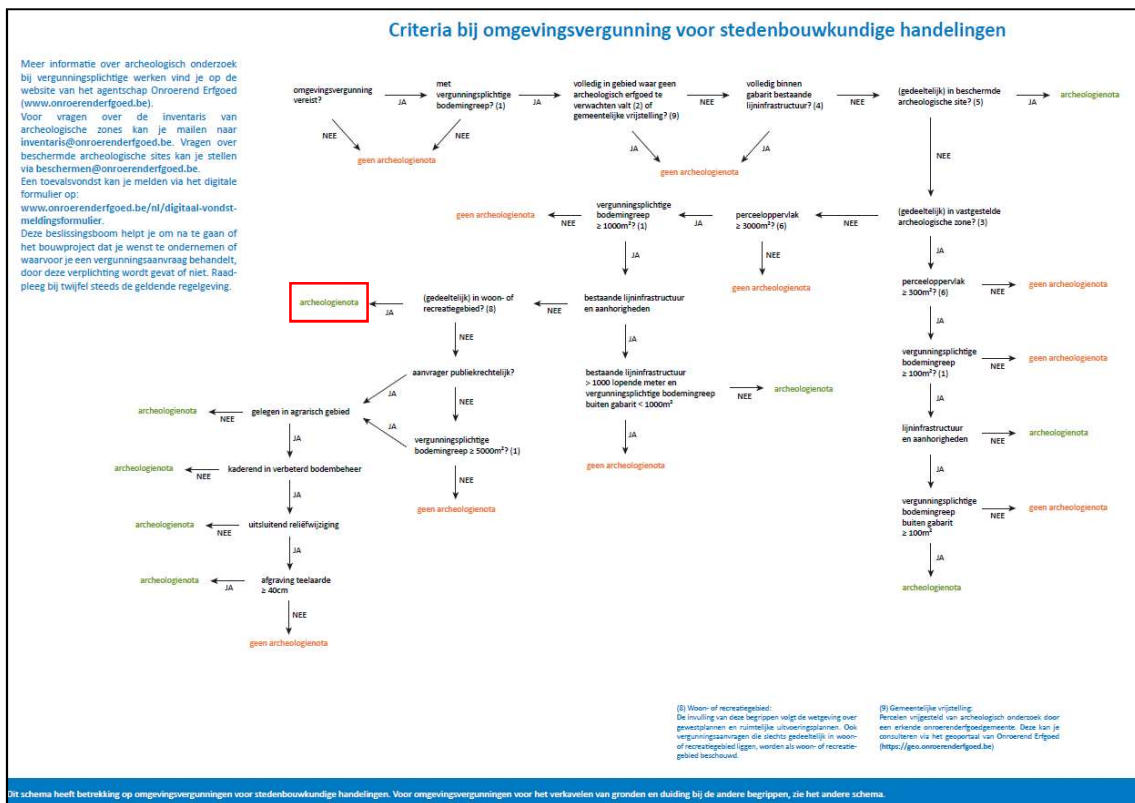 Criteria bij omgevingsvergunning voor stedenbouwkundige handelingen
Meer informatie over archeologisch onderzoek
bij vergunningsplichtige werken vind je op de
website van het agentschap Onroerend Erfgoed
(www.onroerenderfgoed.be).
Voor vragen over de inventaris van
archeologische zones kan je mailen naar
inventaris@onroerenderfgoed.be. Vragen over
beschermde archeologische sites kan je stellen
via beschermen@onroerenderfgoed.be.
Een toevalsvondst kan je melden via het digitale
formulier op:
www.onroerenderfgoed.be/nl/digitaal-vondst-
meldingsformulier.
Deze beslissingsboom helpt je om na te gaan of
het bouwproject dat je wenst te ondernemen of
waarvoor je een vergunningsaanvraag behandelt,
door deze verplichting wordt gevat of niet. Raad-
pleeg bij twijfel steeds de geldende regelgeving.
omgevingsvergunning
vereist?
JA
NEE
met
vergunningsplichtige
bodemingreep? (1)
JA
NEE
geen archeologienota
volledig in gebied waar geen
archeologisch erfgoed te
verwachten valt (2) of
gemeentelijke vrijstelling? (9)
NEE
JA
volledig binnen
gabarit bestaande
lijninfrastructuur? (4)
NEE
JA
geen archeologienota
(gedeeltelijk) in beschermde
archeologische site? (5)
JA
archeologienota
NEE
geen archeologienota
NEE
vergunningsplichtige
bodemingreep
≥ 1000m²? (1)
JA
JA
perceeloppervlak
≥ 3000m²? (6)
NEE
NEE
geen archeologienota
(gedeeltelijk) in vastgestelde
archeologische zone? (3)
JA
archeologienota
JA
(gedeeltelijk) in woon- of
recreatiegebied? (8)
NEE
NEE
bestaande lijninfrastructuur
en aanhorigheden
JA
perceeloppervlak
≥ 300m²? (6)
NEE
geen archeologienota
JA
aanvrager publiekrechtelijk?
JA
NEE
bestaande lijninfrastructuur
> 1000 lopende meter en
vergunningsplichtige bodemingreep
buiten gabarit < 1000m²
NEE
archeologienota
JA
geen archeologienota
vergunningsplichtige
bodemingreep
≥ 100m²? (1)
NEE
geen archeologienota
JA
archeologienota
NEE
gelegen in agrarisch gebied
JA
JA
vergunningsplichtige
bodemingreep ≥ 5000m²? (1)
NEE
geen archeologienota
lijninfrastructuur
en aanhorigheden
NEE
archeologienota
JA
archeologienota
NEE
kaderend in verbeterd bodembeheer
JA
vergunningsplichtige
bodemingreep
buiten gabarit
≥ 100m²
NEE
geen archeologienota
JA
archeologienota
archeologienota
NEE
uitsluitend reliëfwijziging
JA
archeologienota
JA
afgraving teelaarde
≥ 40cm
NEE
geen archeologienota
(8) Woon- of recreatiegebied:
De invulling van deze begrippen volgt de wetgeving over
gewestplannen en ruimtelijke uitvoeringsplannen. Ook
vergunningsaanvragen die slechts gedeeltelijk in woon-
of recreatiegebied liggen, worden als woon- of recreatie-
gebied beschouwd.
(9) Gemeentelijke vrijstelling:
Percelen vrijgesteld van archeologisch onderzoek door
een erkende onroerenderfgoedgemeente. Deze kan je
consulteren via het geoportaal van Onroerend Erfgoed
(https://geo.onroerenderfgoed.be)
Dit schema heeft betrekking op omgevingsvergunningen voor stedenbouwkundige handelingen. Voor omgevingsvergunningen voor het verkavelen van gronden en duiding bij de andere begrippen, zie het andere schema.